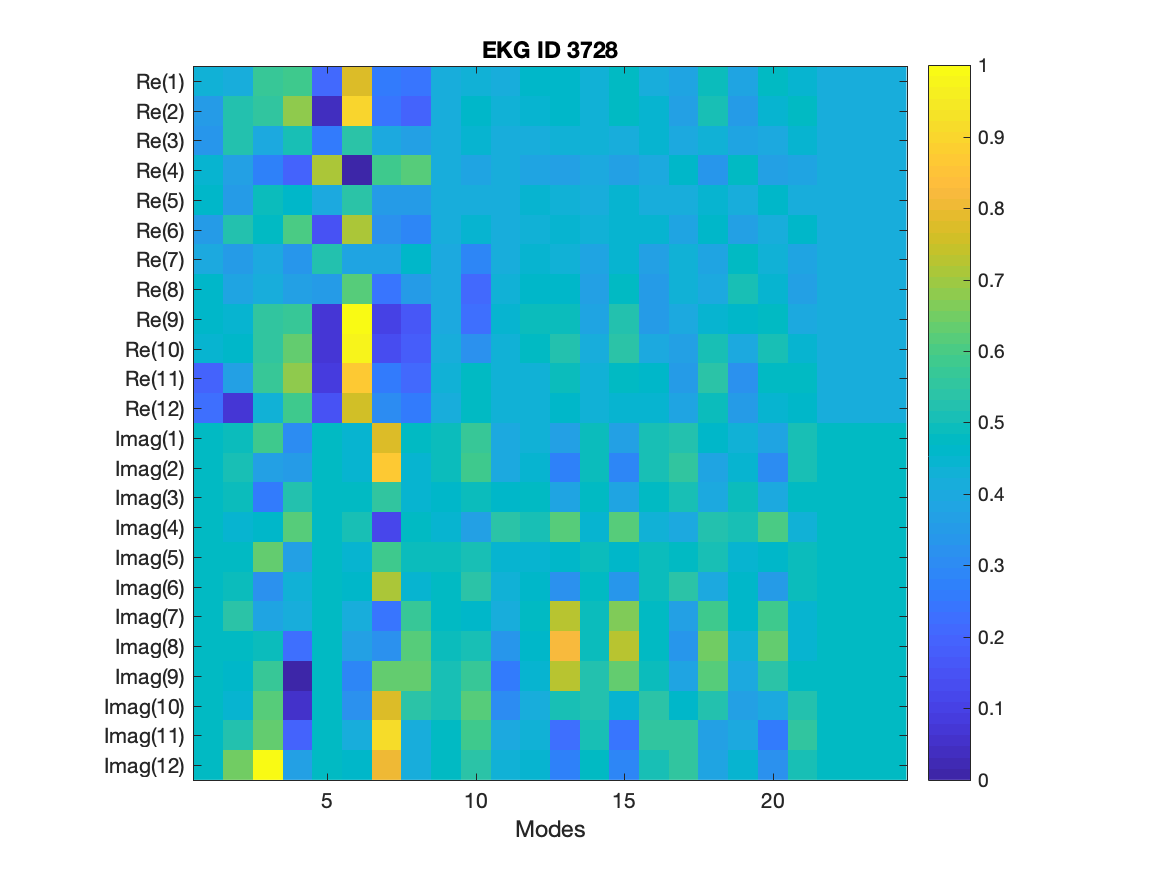 EKG ID 3728
Re(1)
Re(2)
Re(3)
Re(4)
Re(5)
Re(6)
Re(7)
Re(8)
Re(9)
Re(10)
Re(11)
Re(12)
Imag(1)
Imag(2)
Imag(3)
Imag(4)
Imag(5)
Imag(6)
Imag(7)
Imag(8)
Imag(9)
Imag(10)
Imag(11)
Imag(12)
5 10 15 20
Modes
1
0.9
0.8
0.7
0.6
0.5
0.4
0.3
0.2
0.1
0